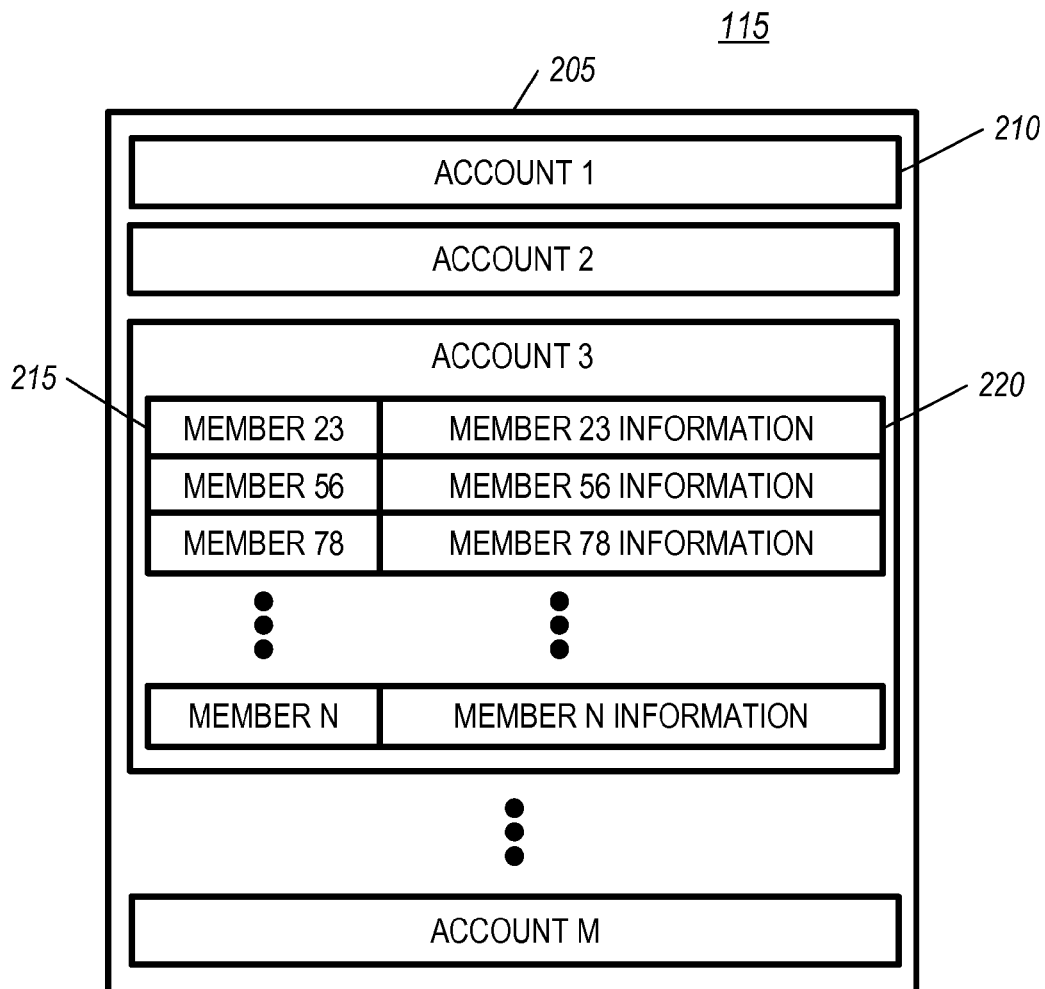 115
205
210
ACCOUNT 1
ACCOUNT 2
ACCOUNT 3
215
220
MEMBER 23 MEMBER 23 INFORMATION
MEMBER 56 MEMBER 56 INFORMATION
MEMBER 78 MEMBER 78 INFORMATION
MEMBER N MEMBER N INFORMATION
ACCOUNT M